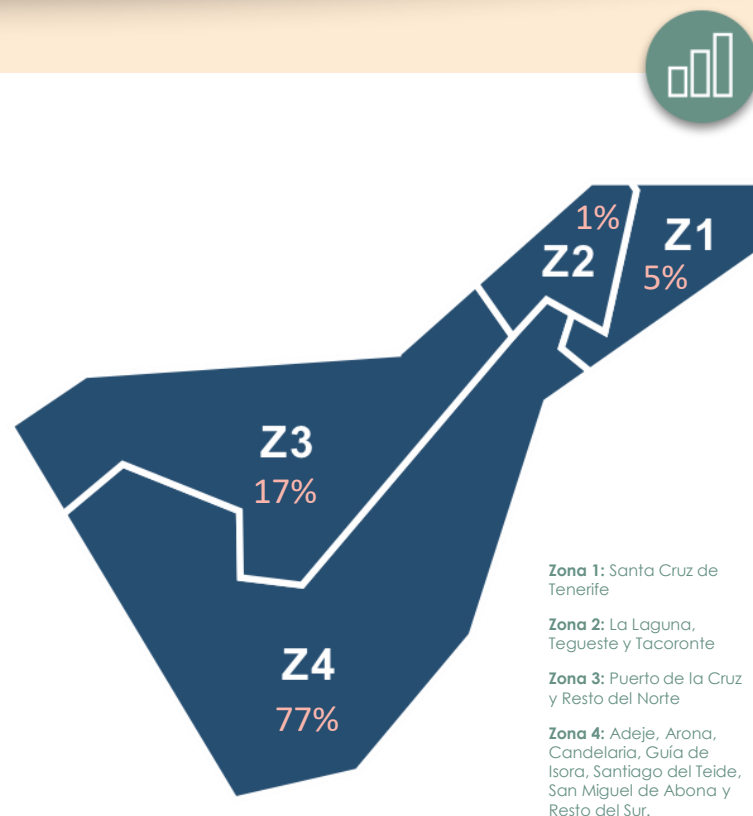 1%
Z1
Z2
5%
Z3
17%
Z4
77%
Zona 1: Santa Cruz de
Tenerife
Zona 2: La Laguna,
Tegueste y Tacoronte
Zona 3: Puerto de la Cruz
y Resto del Norte
Zona 4: Adeje, Arona,
Candelaria, Guía de
Isora, Santiago del Teide,
San Miguel de Abona y
Resto del Sur.